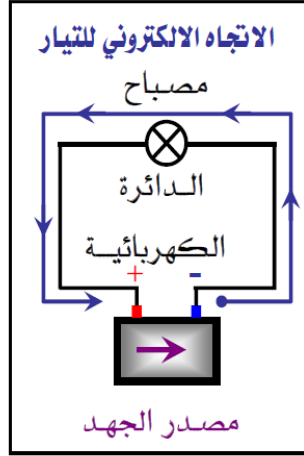 الاتجاه الالكتروني للتيار
مصباح
الدائرة
الكهربائية
+ -
مصدر الجهد